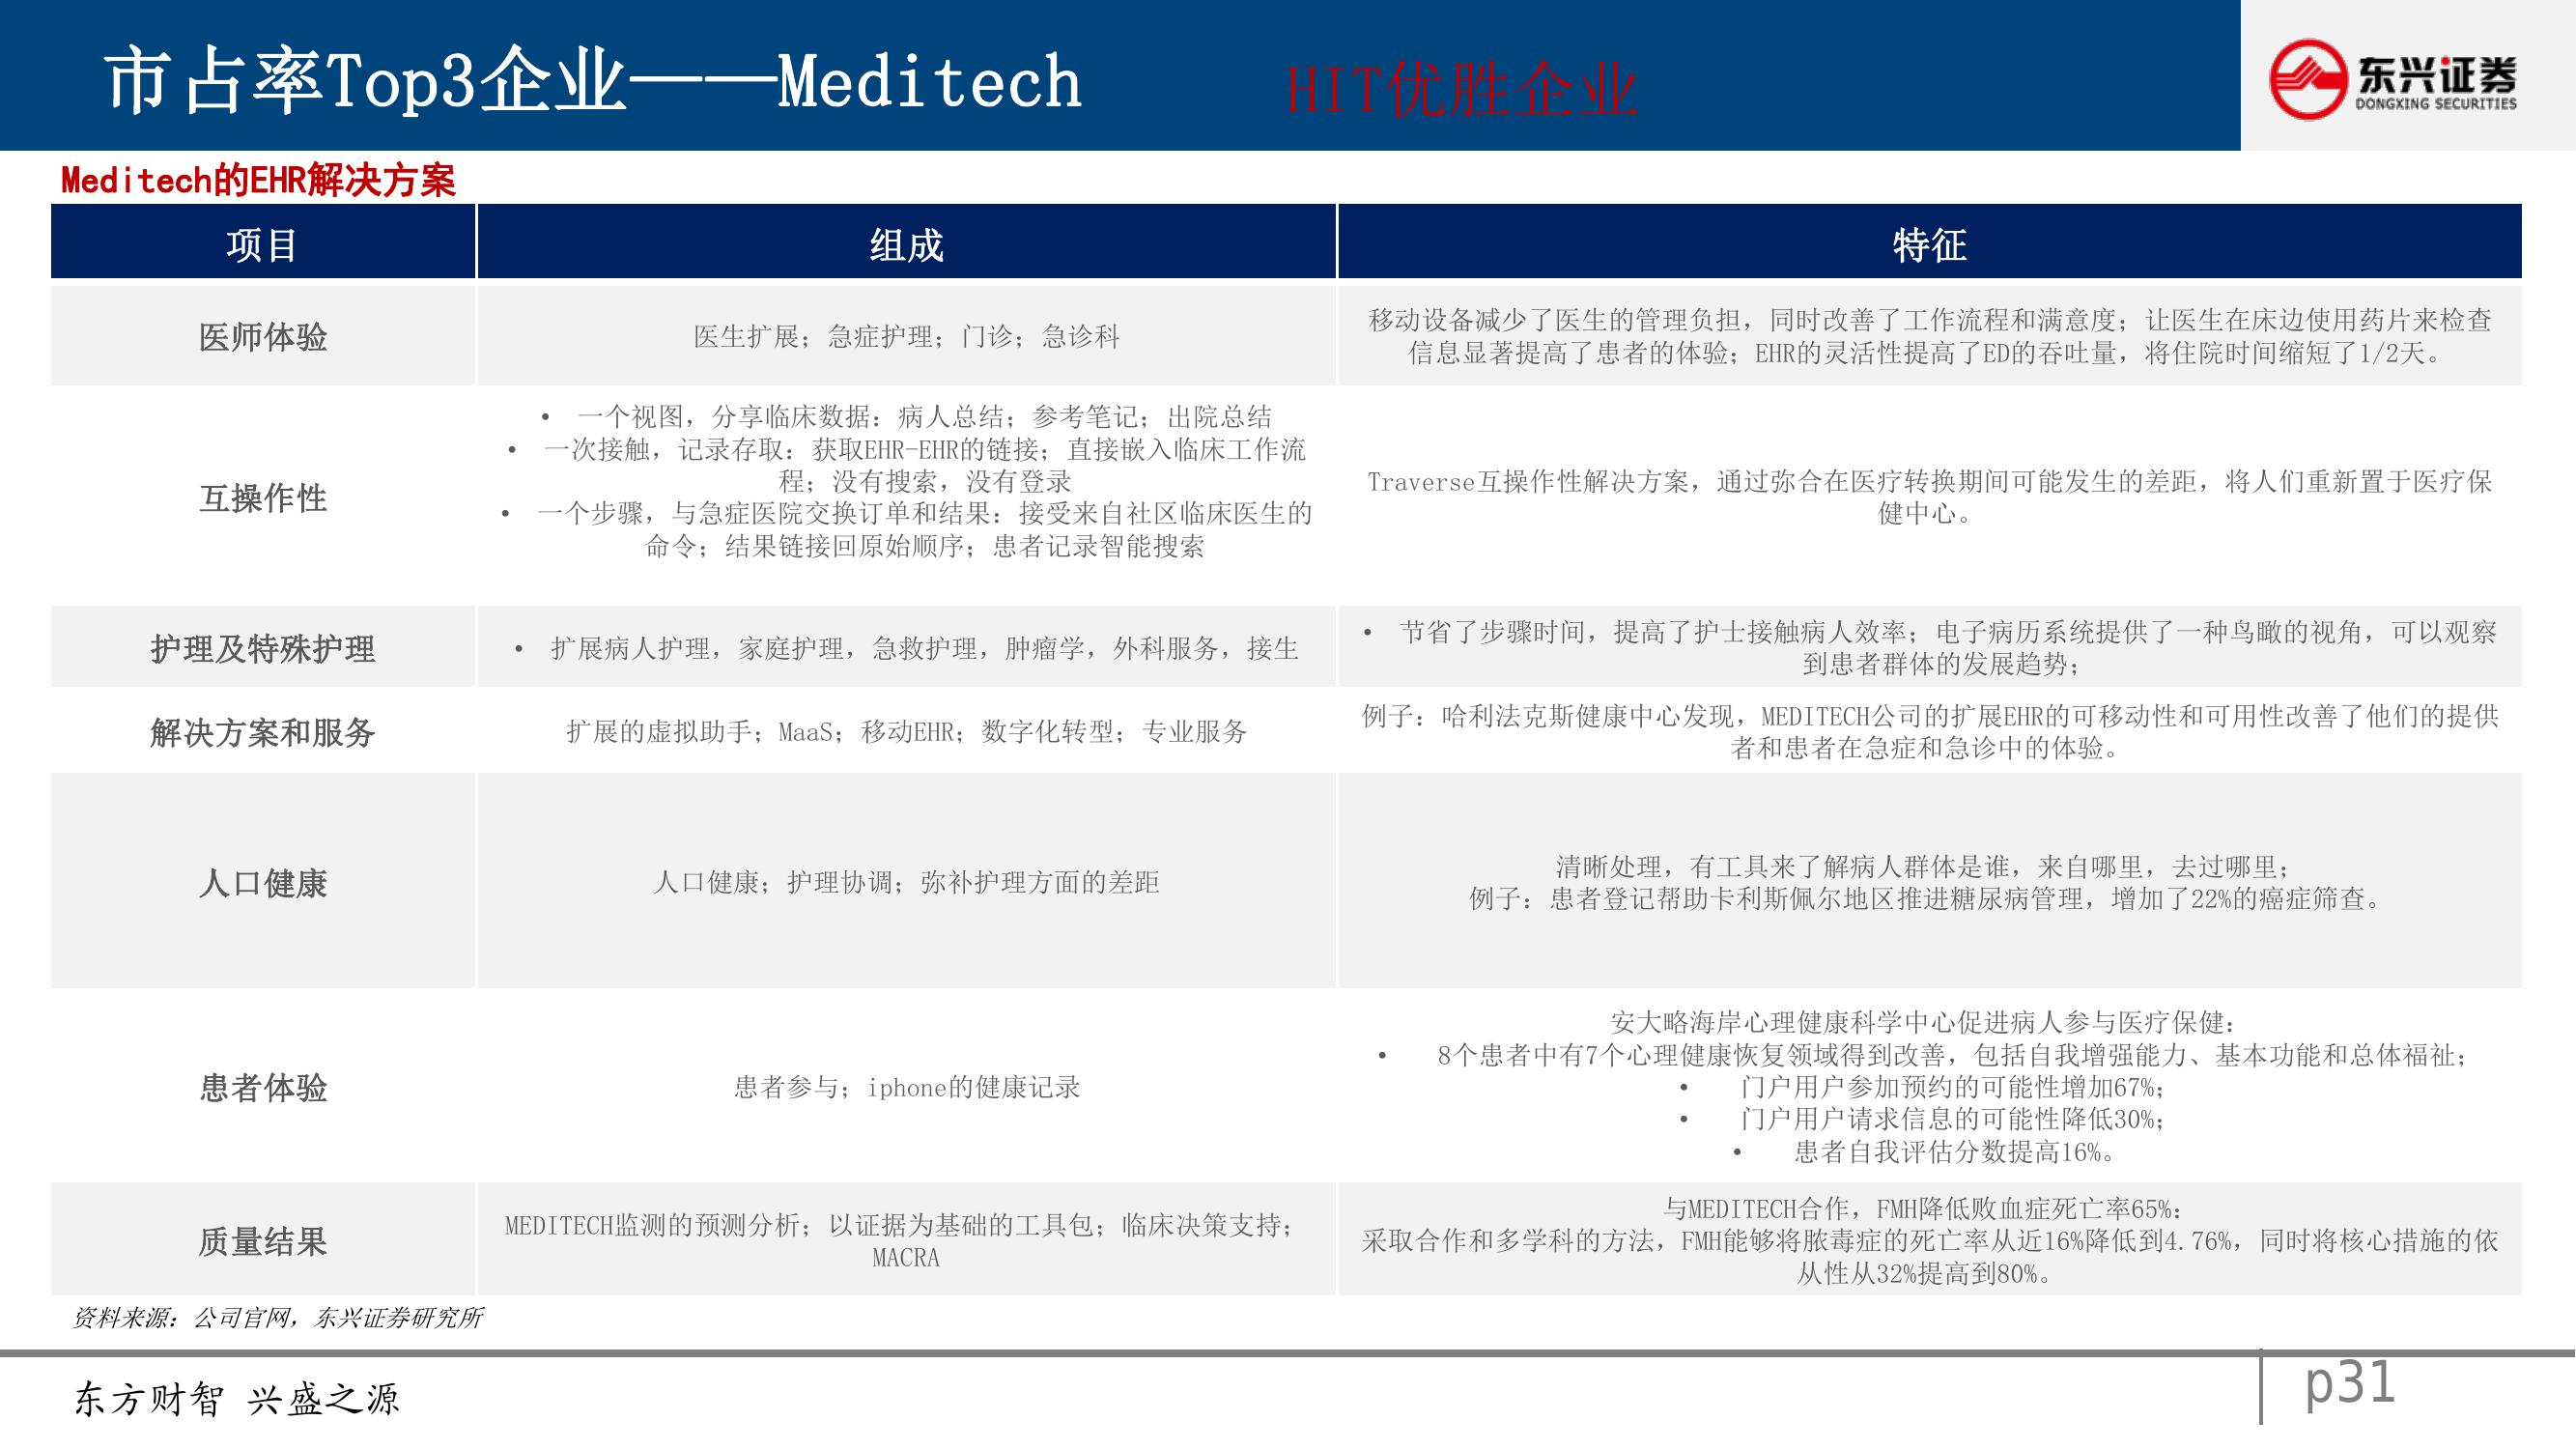 市占率Top3企业——Meditech
HIT优胜企业
东兴证券
DONGXING SECURITIES
Meditech的EHR解决方案
项目
组成
特征
医师体验
医生扩展；急症护理；门诊；急诊科
移动设备减少了医生的管理负担，同时改善了工作流程和满意度；让医生在床边使用药片来检查
信息显著提高了患者的体验；EHR的灵活性提高了ED的吞吐量，将住院时间缩短了1/2天。
互操作性
• 一个视图，分享临床数据：病人总结；参考笔记；出院总结
• 一次接触，记录存取：获取EHR-EHR的链接；直接嵌入临床工作流
程；没有搜索，没有登录
• 一个步骤，与急症医院交换订单和结果：接受来自社区临床医生的
命令；结果链接回原始顺序；患者记录智能搜索
Traverse互操作性解决方案，通过弥合在医疗转换期间可能发生的差距，将人们重新置于医疗保
健中心。
护理及特殊护理
• 扩展病人护理，家庭护理，急救护理，肿瘤学，外科服务，接生
• 节省了步骤时间，提高了护士接触病人效率；电子病历系统提供了一种鸟瞰的视角，可以观察
到患者群体的发展趋势；
解决方案和服务
扩展的虚拟助手；MaaS；移动EHR；数字化转型；专业服务
例子：哈利法克斯健康中心发现，MEDITECH公司的扩展EHR的可移动性和可用性改善了他们的提供
者和患者在急症和急诊中的体验。
人口健康
人口健康；护理协调；弥补护理方面的差距
清晰处理，有工具来了解病人群体是谁，来自哪里，去过哪里；
例子：患者登记帮助卡利斯佩尔地区推进糖尿病管理，增加了22%的癌症筛查。
患者体验
患者参与；iphone的健康记录
安大略海岸心理健康科学中心促进病人参与医疗保健：
• 8个患者中有7个心理健康恢复领域得到改善，包括自我增强能力、基本功能和总体福祉；
• 门户用户参加预约的可能性增加67%；
• 门户用户请求信息的可能性降低30%；
• 患者自我评估分数提高16%。
质量结果
MEDITECH监测的预测分析；以证据为基础的工具包；临床决策支持；
MACRA
与MEDITECH合作，FMH降低败血症死亡率65%：
采取合作和多学科的方法，FMH能够将脓毒症的死亡率从近16%降低到4.76%，同时将核心措施的依
从性从32%提高到80%。
资料来源：公司官网，东兴证券研究所
东方财智 兴盛之源
p31